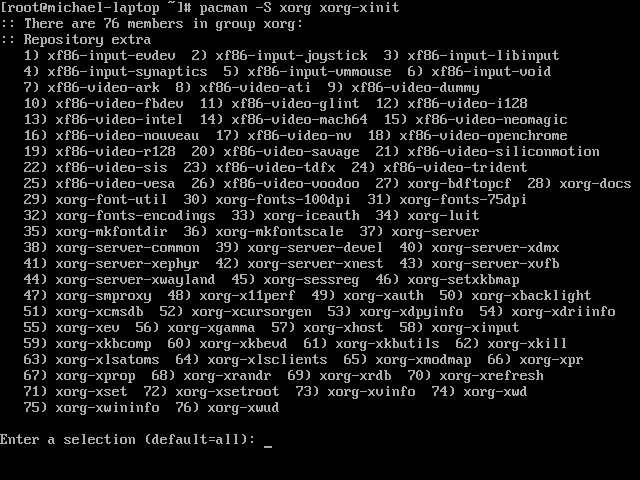 [root@michael-laptop ~]# pacman -S xorg xorg-xinit
:: There are 76 members in group xorg:
:: Repository extra
1) xf86-input-evdev 2) xf86-input-joystick 3) xf86-input-libinput
4) xf86-input-synaptics 5) xf86-input-vmmouse 6) xf86-input-void
7) xf86-video-ark 8) xf86-video-ati 9) xf86-video-dummy
10) xf86-video-fbdev 11) xf86-video-glint 12) xf86-video-i128
13) xf86-video-intel 14) xf86-video-mach64 15) xf86-video-neomagic
16) xf86-video-nouveau 17) xf86-video-nv 18) xf86-video-openchrome
19) xf86-video-r128 20) xf86-video-savage 21) xf86-video-siliconmotion
22) xf86-video-sis 23) xf86-video-tdfx 24) xf86-video-trident
25) xf86-video-vesa 26) xf86-video-voodoo 27) xorg-bdftopcf 28) xorg-docs
29) xorg-font-util 30) xorg-fonts-100dpi 31) xorg-fonts-75dpi
32) xorg-fonts-encodings 33) xorg-iceauth 34) xorg-luit
35) xorg-mkfontdir 36) xorg-mkfontscale 37) xorg-server
38) xorg-server-common 39) xorg-server-devel 40) xorg-server-xdmx
41) xorg-server-xephyr 42) xorg-server-xnest 43) xorg-server-xvfb
44) xorg-server-xwayland 45) xorg-sessreg 46) xorg-setxkbmap
47) xorg-smproxy 48) xorg-x11perf 49) xorg-xauth 50) xorg-xbacklight
51) xorg-xcmsdb 52) xorg-xcursorgen 53) xorg-xdpyinfo 54) xorg-xdriinfo
55) xorg-xev 56) xorg-xgamma 57) xorg-xhost 58) xorg-xinput
59) xorg-xkbcomp 60) xorg-xkbevd 61) xorg-xkbutils 62) xorg-xkill
63) xorg-xlsatoms 64) xorg-xlsclients 65) xorg-xmodmap 66) xorg-xpr
67) xorg-xprop 68) xorg-xrandr 69) xorg-xrdb 70) xorg-xrefresh
71) xorg-xset 72) xorg-xsetroot 73) xorg-xvinfo 74) xorg-xwd
75) xorg-xwininfo 76) xorg-xwud
Enter a selection (default=all): _